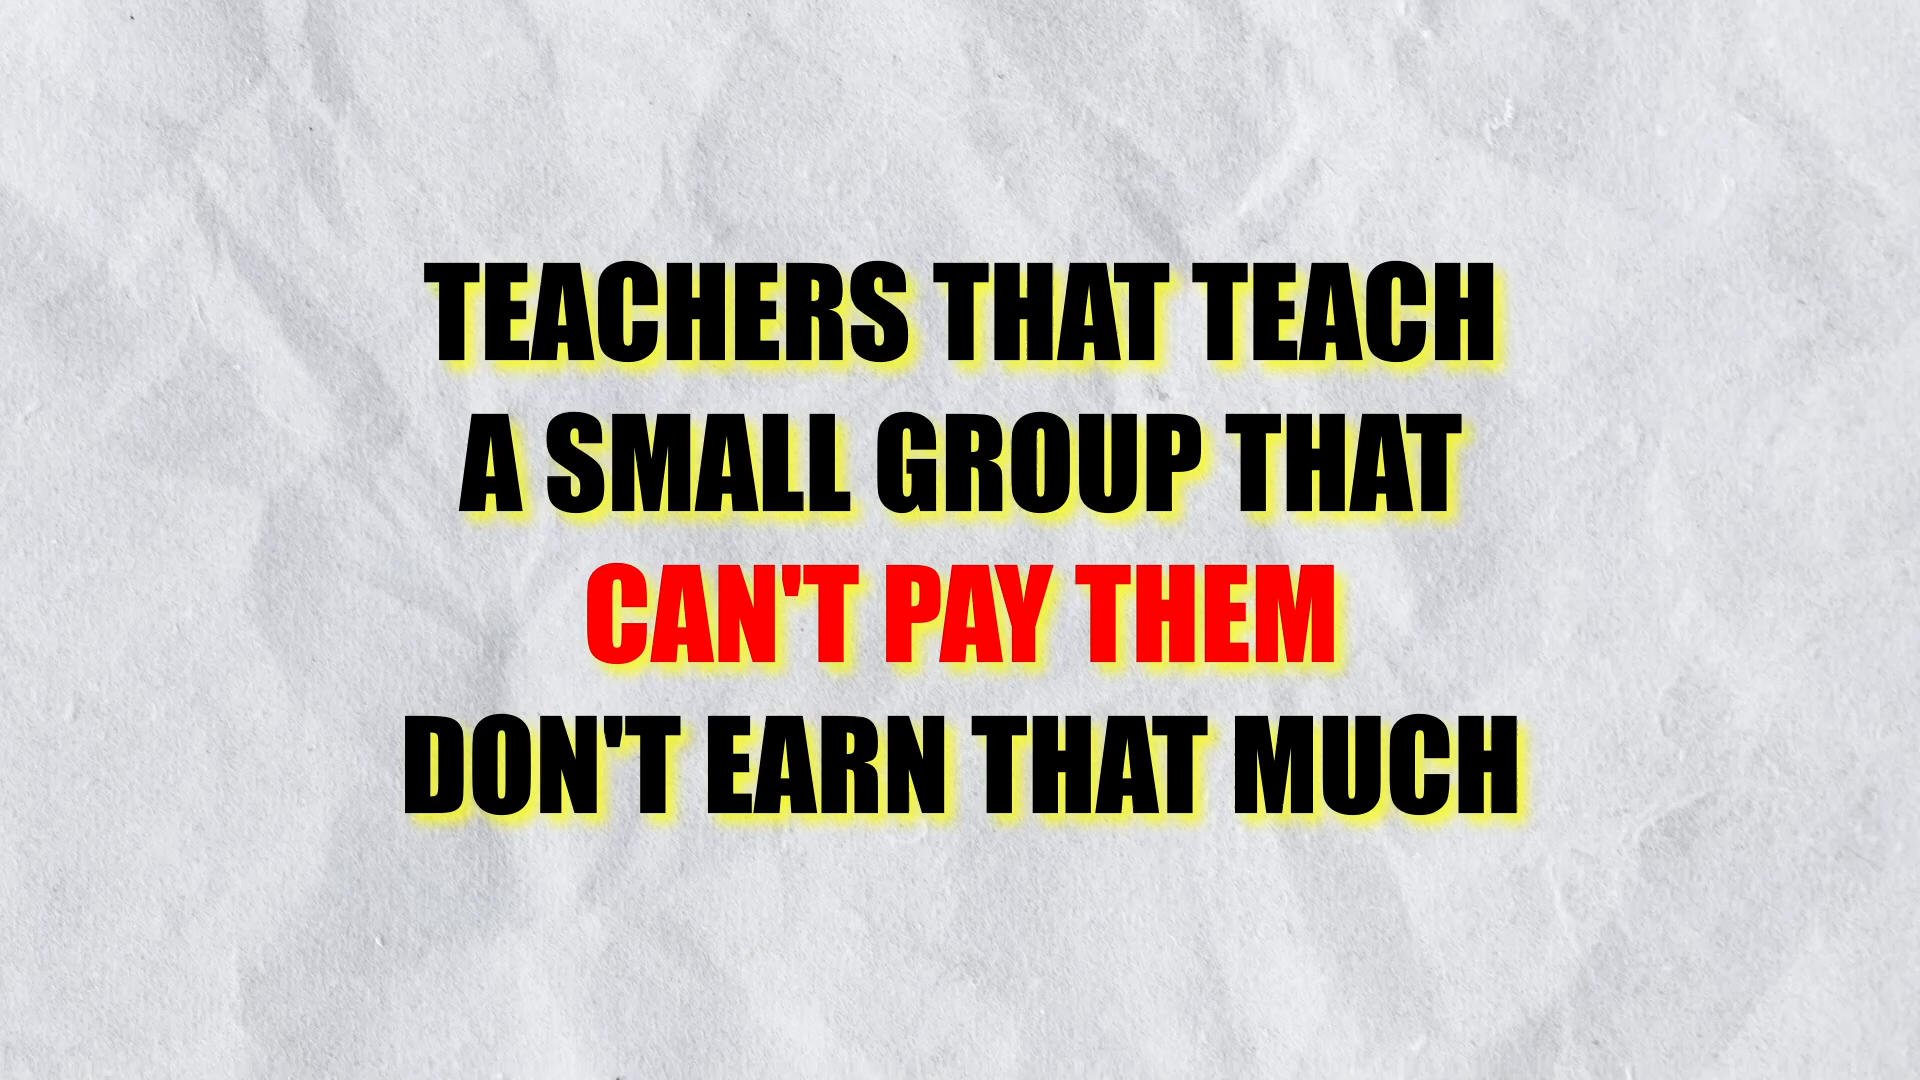 TEACHERS THAT TEACH
A SMALL GROUP THAT
CAN'T PAY THEM
DON'T EARN THAT MUCH